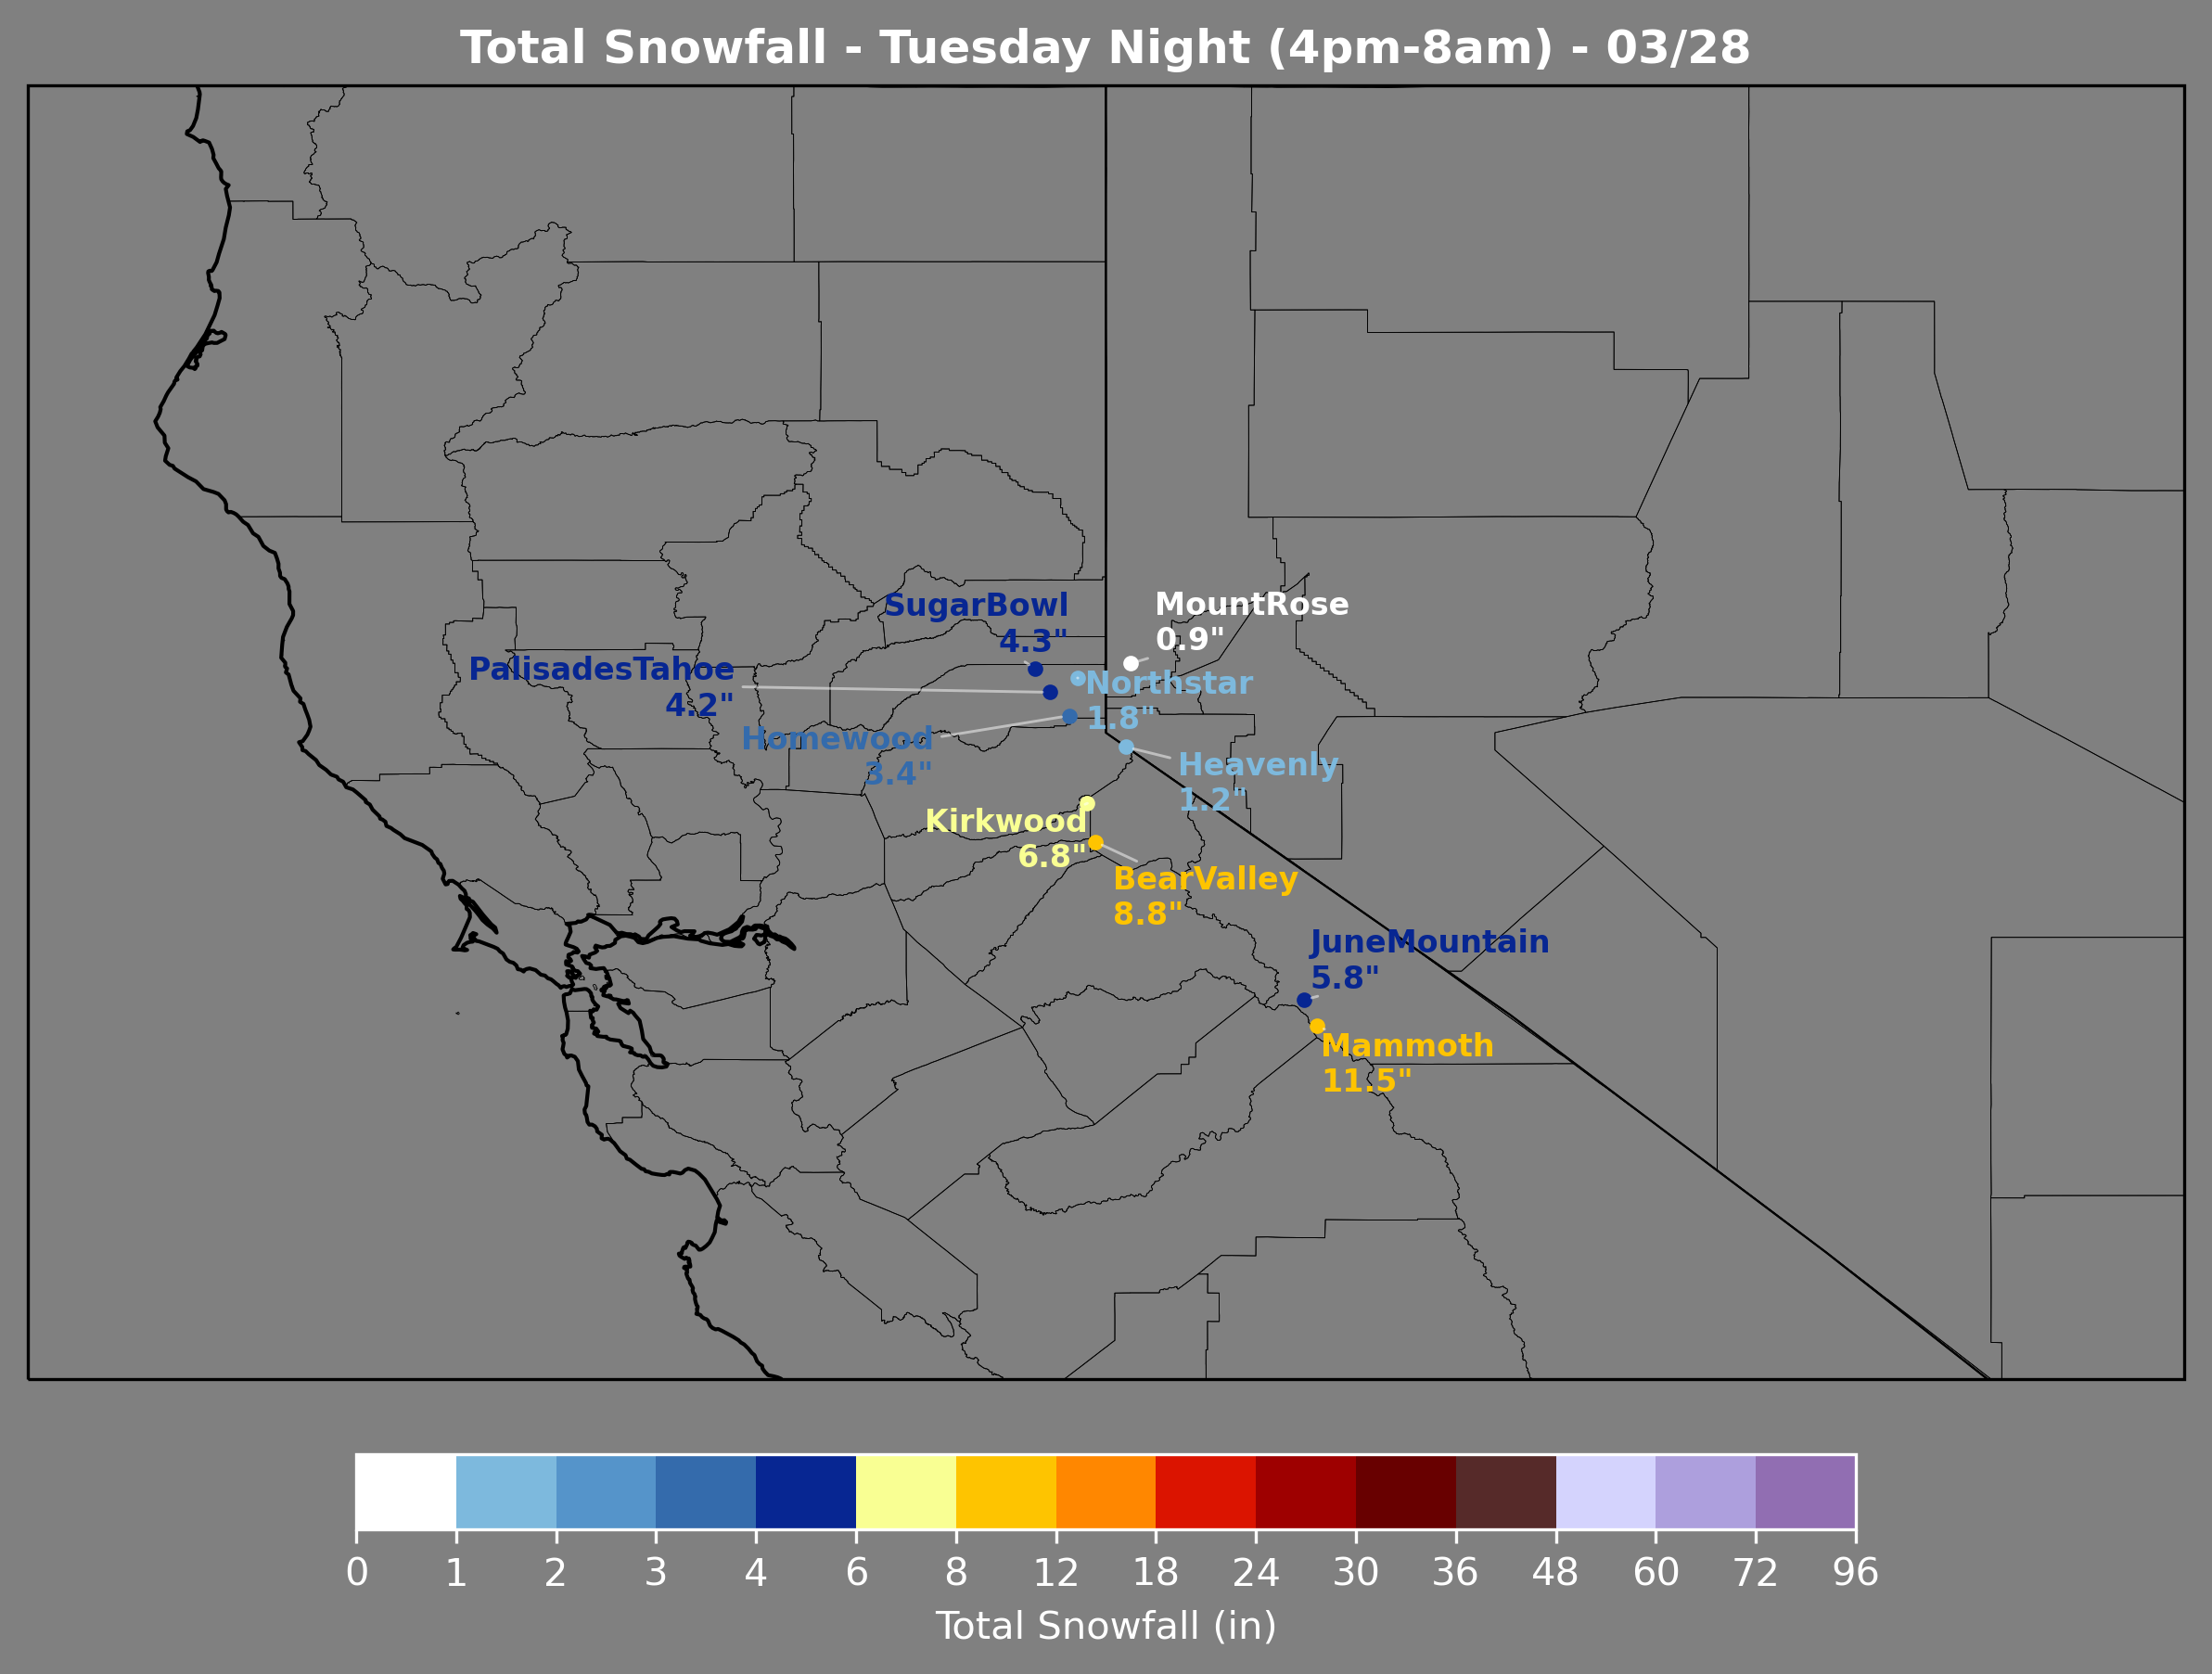 Total Snowfall - Tuesday Night (4pm-8am) - 03/28
SugarBowl
4.3"
MountRose
0.9"
PalisadesTahoe
4.2"
Northstar
1.8"
Homewood
3.4"
Heavenly
1.2"
Kirkwood
6.8"
BearValley
8.8"
JuneMountain
5.8"
Mammoth
11.5"
0 1 2 3 4 6 8 12 18 24 30 36 48 60 72 96
Total Snowfall (in)